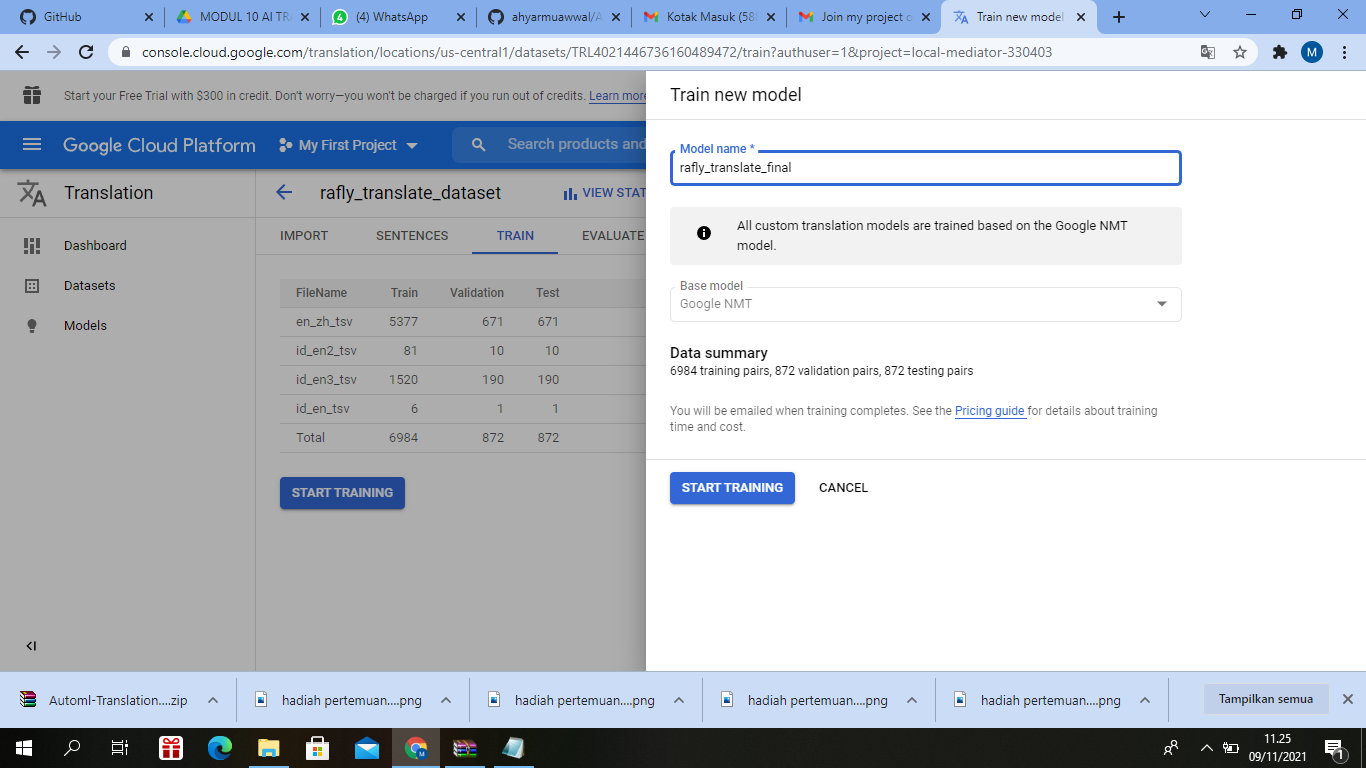 GitHub
MODUL 10 AI TR
(4) WhatsApp
ahyarmuawwal/A
Kotak Masuk (58
Join my project o
Train new model
console.cloud.google.com/translation/locations/us-central1/datasets/TRL4021446736160489472/train?authuser=1&project=local-mediator-330403
M
Start your Free Trial with $300 in credit. Don't worry—you won't be charged if you run out of credits. Learn more
Google Cloud Platform
My First Project
Search products and
Translation
rafly_translate_dataset
VIEW STAT
Dashboard
Datasets
Models
IMPORT SENTENCES TRAIN EVALUATE
FileName Train Validation Test
en_zh_tsv 5377 671 671
id_en2_tsv 81 10 10
id_en3_tsv 1520 190 190
id_en_tsv 6 1 1
Total 6984 872 872
START TRAINING
Train new model
Model name *
rafly_translate_final
All custom translation models are trained based on the Google NMT
model.
Base model
Google NMT
Data summary
6984 training pairs, 872 validation pairs, 872 testing pairs
You will be emailed when training completes. See the Pricing guide for details about training
time and cost.
START TRAINING CANCEL
Automl-Translation....zip
hadiah pertemuan....png
hadiah pertemuan....png
hadiah pertemuan....png
hadiah pertemuan....png
Tampilkan semua
M
11.25
09/11/2021
1